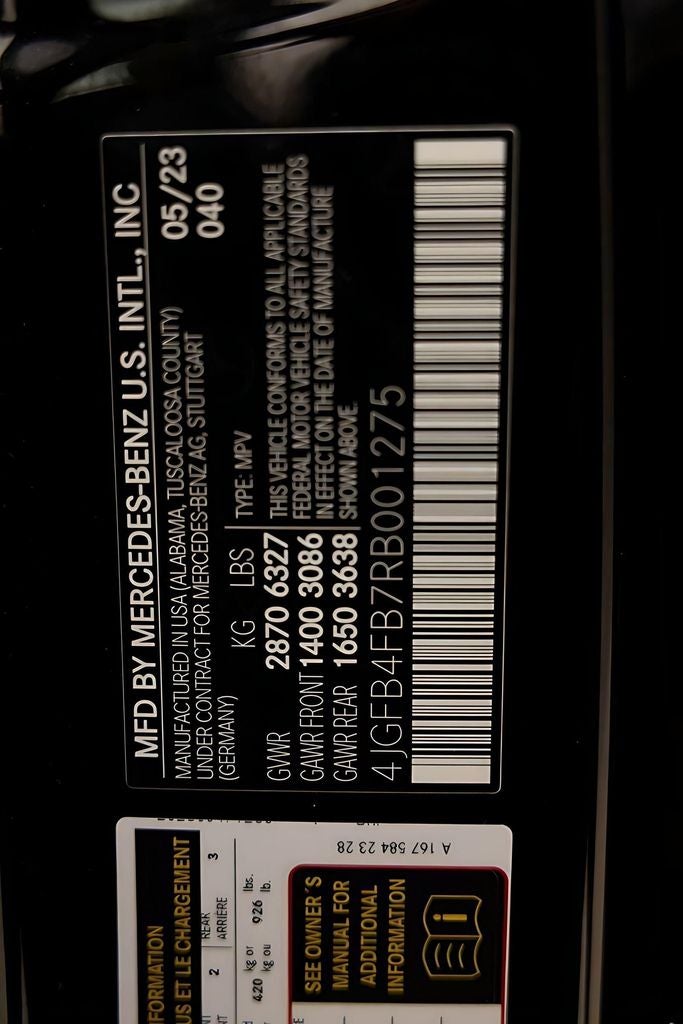 MFD BY MERCEDES-BENZ U.S. INTL., INC
MANUFACTURED IN USA (ALABAMA, TUSCALOOSA COUNTY)
UNDER CONTRACT FOR MERCEDES-BENZ AG, STUTTGART
(GERMANY)
05/23
040
KG LBS
GVWR 2870 6327
GAWR FRONT 1400 3086
GAWR REAR 1650 3638
TYPE: MPV
THIS VEHICLE CONFORMS TO ALL APPLICABLE
FEDERAL MOTOR VEHICLE SAFETY STANDARDS
IN EFFECT ON THE DATE OF MANUFACTURE
SHOWN ABOVE.
4JGFB4FB7RB001275
FORMATION
US ET LE CHARGEMENT
2 REAR 3
ARRIÈRE
420 kg or 926 lbs.
kg ou lb.
SEE OWNER'S
MANUAL FOR
ADDITIONAL
INFORMATION
A 167 584 23 28